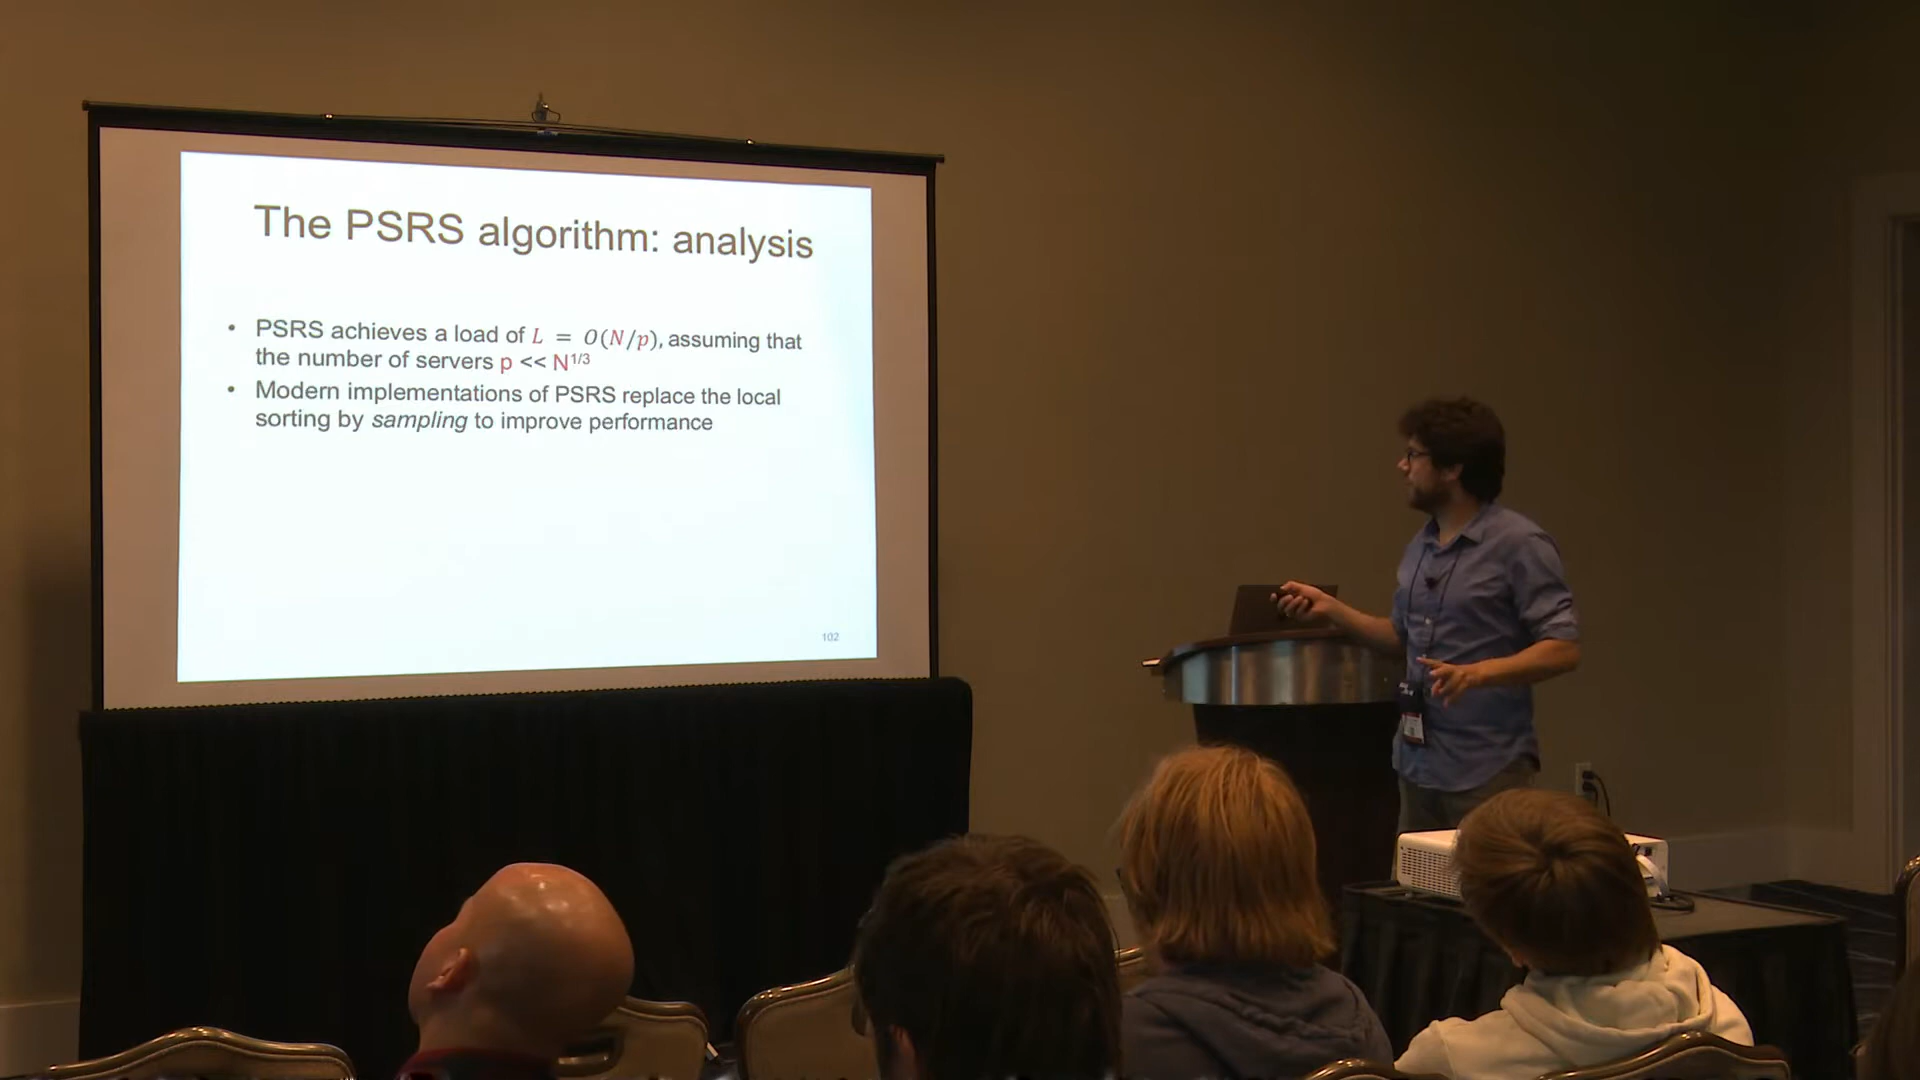 The PSRS algorithm: analysis
• PSRS achieves a load of L = O(N/p), assuming that
the number of servers p << N^1/3
• Modern implementations of PSRS replace the local
sorting by sampling to improve performance
102